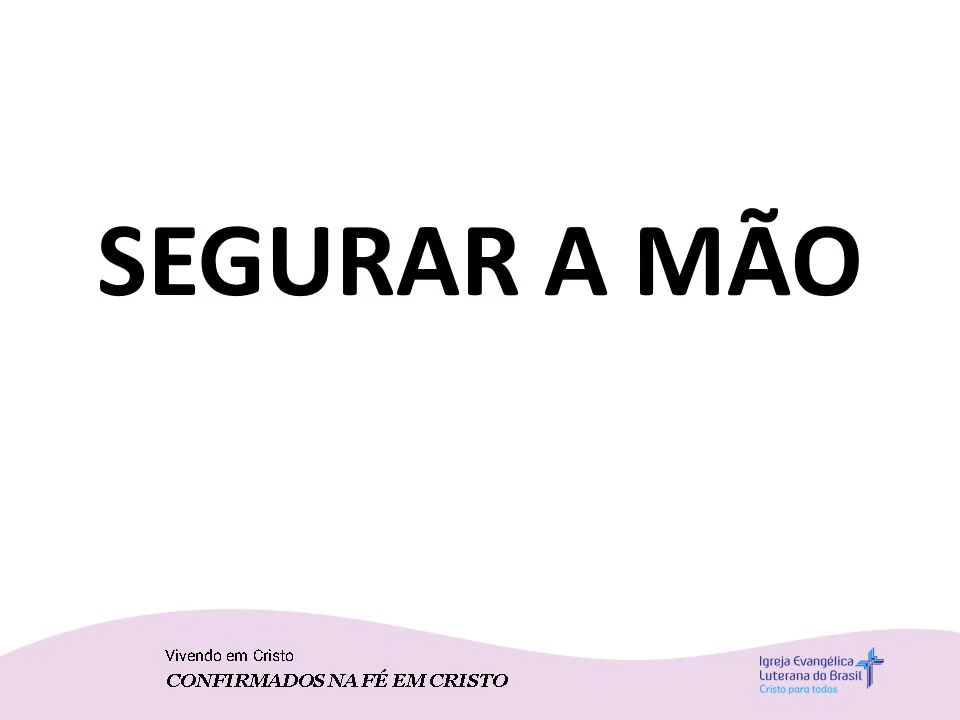 SEGURAR A MÃO
Vivendo em Cristo
CONFIRMADOS NA FÉ EM CRISTO
Igreja Evangélica
Luterana do Brasil
Cristo para todos